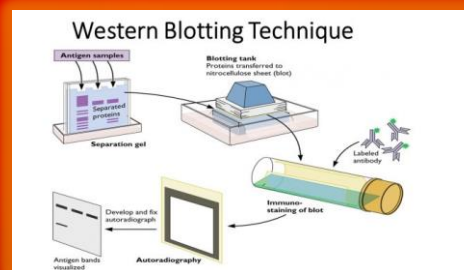 Western Blotting Technique
Antigen samples
Blotting tank
Proteins transferred to
nitrocellulose sheet (blot)
Separated
proteins
Separation gel
Labeled
antibody
Immuno-
staining of blot
Develop and fix
autoradiograph
Antigen bands
visualized
Autoradiography